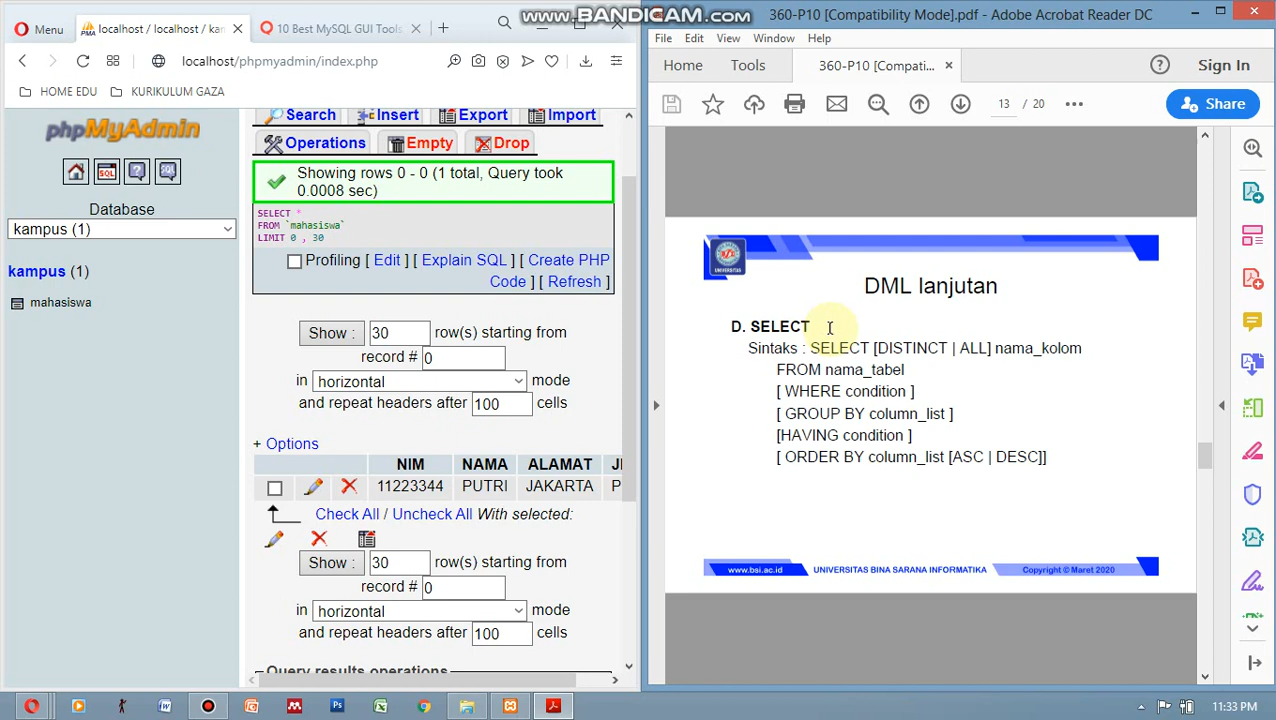 www.BANDICAM.com
Menu
localhost / localhost / kan
10 Best MySQL GUI Tools
localhost/phpmyadmin/index.php
HOME EDU
KURIKULUM GAZA
phpMyAdmin
SQL
Database
kampus (1)
kampus (1)
mahasiswa
Search
Insert
Export
Import
Operations
Empty
Drop
Showing rows 0 - 0 (1 total, Query took
0.0008 sec)
SELECT *
FROM `mahasiswa`
LIMIT 0 , 30
Profiling [ Edit ] [ Explain SQL ] [ Create PHP
Code ] [ Refresh ]
Show : 30 row(s) starting from
record # 0
in horizontal mode
and repeat headers after 100 cells
+ Options
NIM NAMA ALAMAT
11223344 PUTRI JAKARTA P
Check All / Uncheck All With selected:
Show : 30 row(s) starting from
record # 0
in horizontal mode
and repeat headers after 100 cells
Query results operations
360-P10 [Compatibility Mode].pdf - Adobe Acrobat Reader DC
File Edit View Window Help
Home
Tools
360-P10 [Compati...
Sign In
13 / 20
Share
UNIVERSITAS
DML lanjutan
D. SELECT
Sintaks : SELECT [DISTINCT | ALL] nama_kolom
FROM nama_tabel
[ WHERE condition ]
[ GROUP BY column_list ]
[HAVING condition ]
[ ORDER BY column_list [ASC | DESC]]
www.bsi.ac.id
UNIVERSITAS BINA SARANA INFORMATIKA
Copyright © Maret 2020
11:33 PM